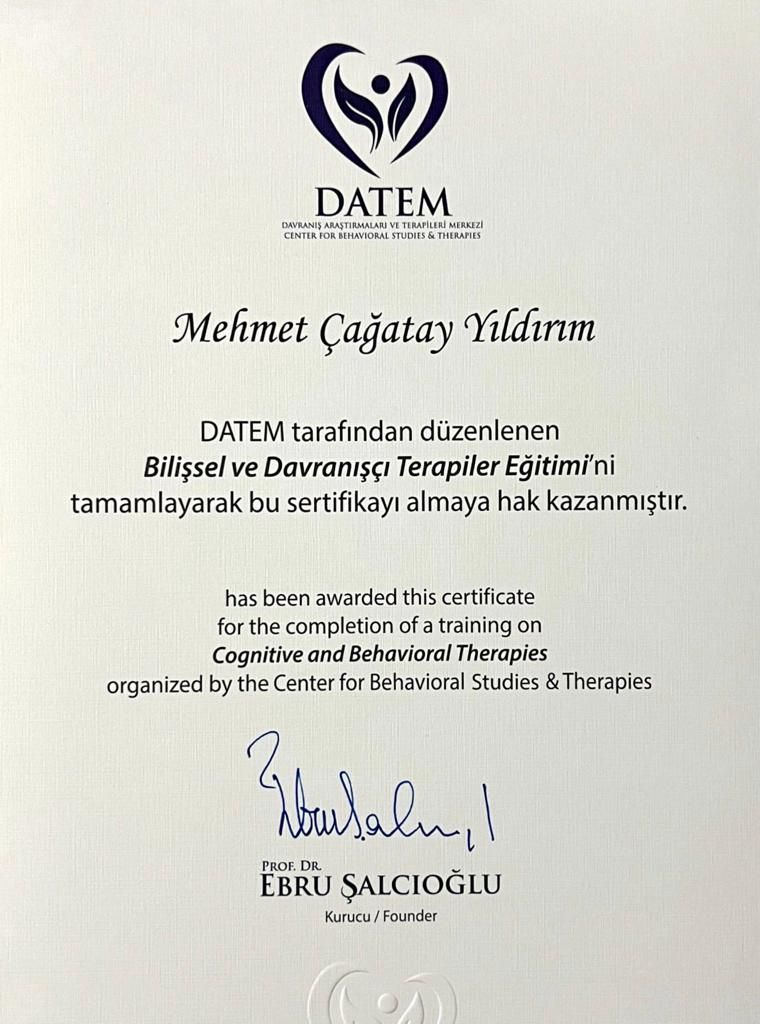 DATEM
DAVRANIŞ ARAŞTIRMALARI VE TERAPİLERİ MERKEZİ
CENTER FOR BEHAVIORAL STUDIES & THERAPIES
Mehmet Çağatay Yıldırım
DATEM tarafından düzenlenen
Bilişsel ve Davranışçı Terapiler Eğitimi'ni
tamamlayarak bu sertifikayı almaya hak kazanmıştır.
has been awarded this certificate
for the completion of a training on
Cognitive and Behavioral Therapies
organized by the Center for Behavioral Studies & Therapies
PROF. DR.
EBRU ŞALCIOĞLU
Kurucu / Founder